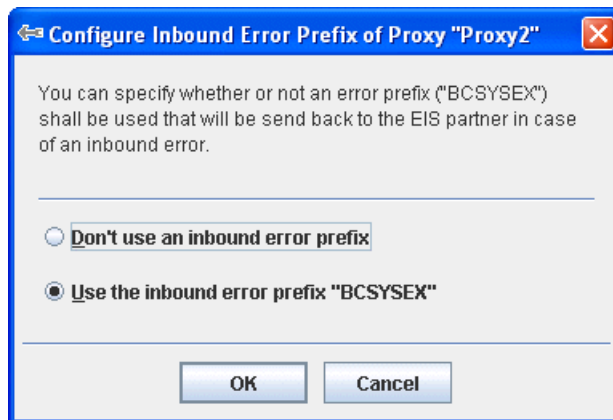 Configure Inbound Error Prefix of Proxy "Proxy2"
You can specify whether or not an error prefix ("BCSYSEX")
shall be used that will be send back to the EIS partner in case
of an inbound error.
Don't use an inbound error prefix
Use the inbound error prefix "BCSYSEX"
OK Cancel